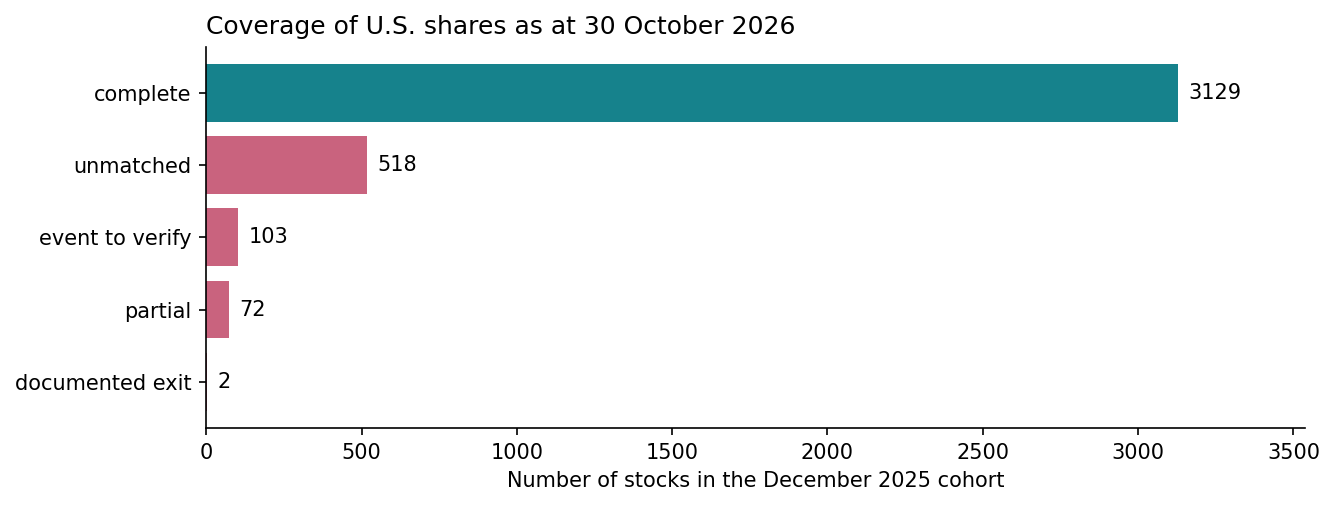 Coverage of U.S. shares as at 30 October 2026
complete
3129
unmatched
518
event to verify
103
partial
72
documented exit
2
0 500 1000 1500 2000 2500 3000 3500
Number of stocks in the December 2025 cohort